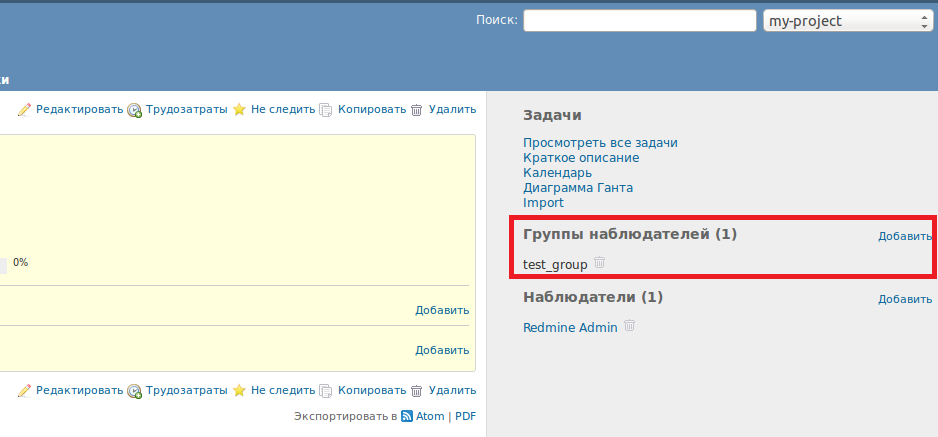 Поиск:
my-project
ки
Редактировать Трудозатраты Не следить Копировать Удалить
0%
Добавить
Добавить
Редактировать Трудозатраты Не следить Копировать Удалить
Экспортировать в Atom | PDF
Задачи
Просмотреть все задачи
Краткое описание
Календарь
Диаграмма Ганта
Import
Группы наблюдателей (1) Добавить
test_group
Наблюдатели (1) Добавить
Redmine Admin